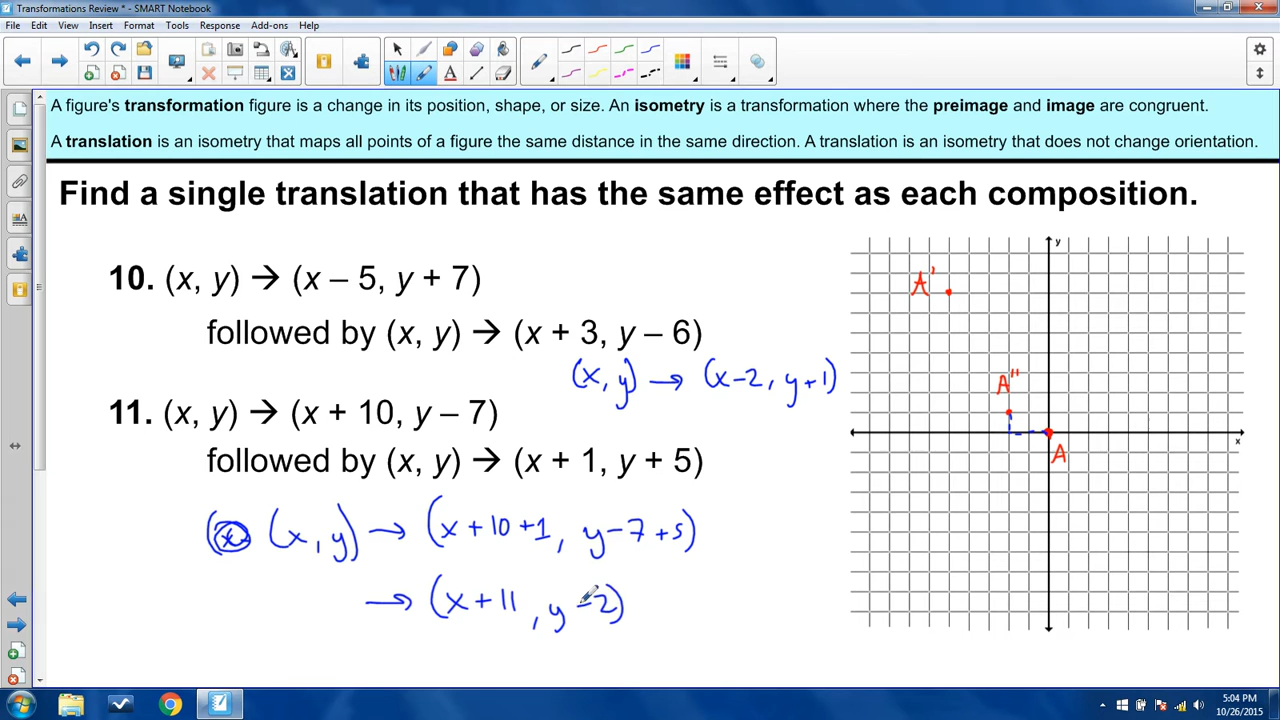 Transformations Review * - SMART Notebook
File Edit View Insert Format Tools Response Add-ons Help
A figure's transformation figure is a change in its position, shape, or size. An isometry is a transformation where the preimage and image are congruent.
A translation is an isometry that maps all points of a figure the same distance in the same direction. A translation is an isometry that does not change orientation.
Find a single translation that has the same effect as each composition.
10. (x, y) → (x – 5, y + 7)
followed by (x, y) → (x + 3, y – 6)
(x, y) → (x-2, y+1)
11. (x, y) → (x + 10, y – 7)
followed by (x, y) → (x + 1, y + 5)
(x, y) → (x+10+1, y-7+5)
→ (x+11, y-2)
y
A'
A"
x
A
5:04 PM
10/26/2015